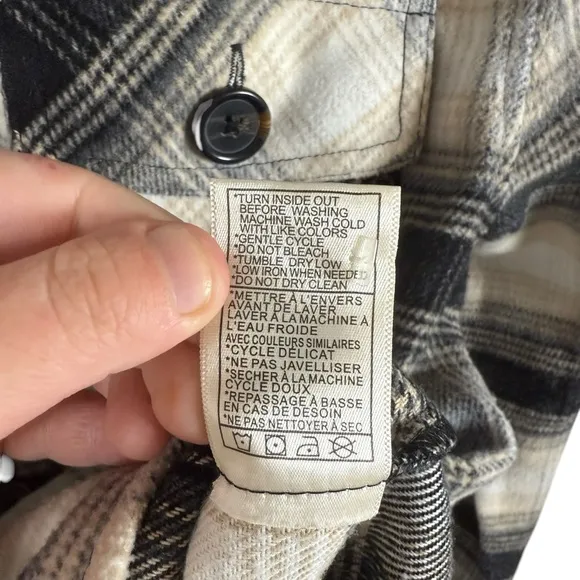 *TURN INSIDE OUT
BEFORE WASHING
MACHINE WASH COLD
WITH LIKE COLORS
*GENTLE CYCLE
*DO NOT BLEACH
*TUMBLE DRY LOW
*LOW IRON WHEN NEEDED
*DO NOT DRY CLEAN
*METTRE À L'ENVERS
AVANT DE LAVER
LAVER À LA MACHINE À
L'EAU FROIDE
AVEC COULEURS SIMILAIRES
*CYCLE DÉLICAT
*NE PAS JAVELLISER
*SÉCHER À LA MACHINE
CYCLE DOUX
*REPASSAGE À BASSE
EN CAS DE DESOIN
*NE PAS NETTOYER À SEC